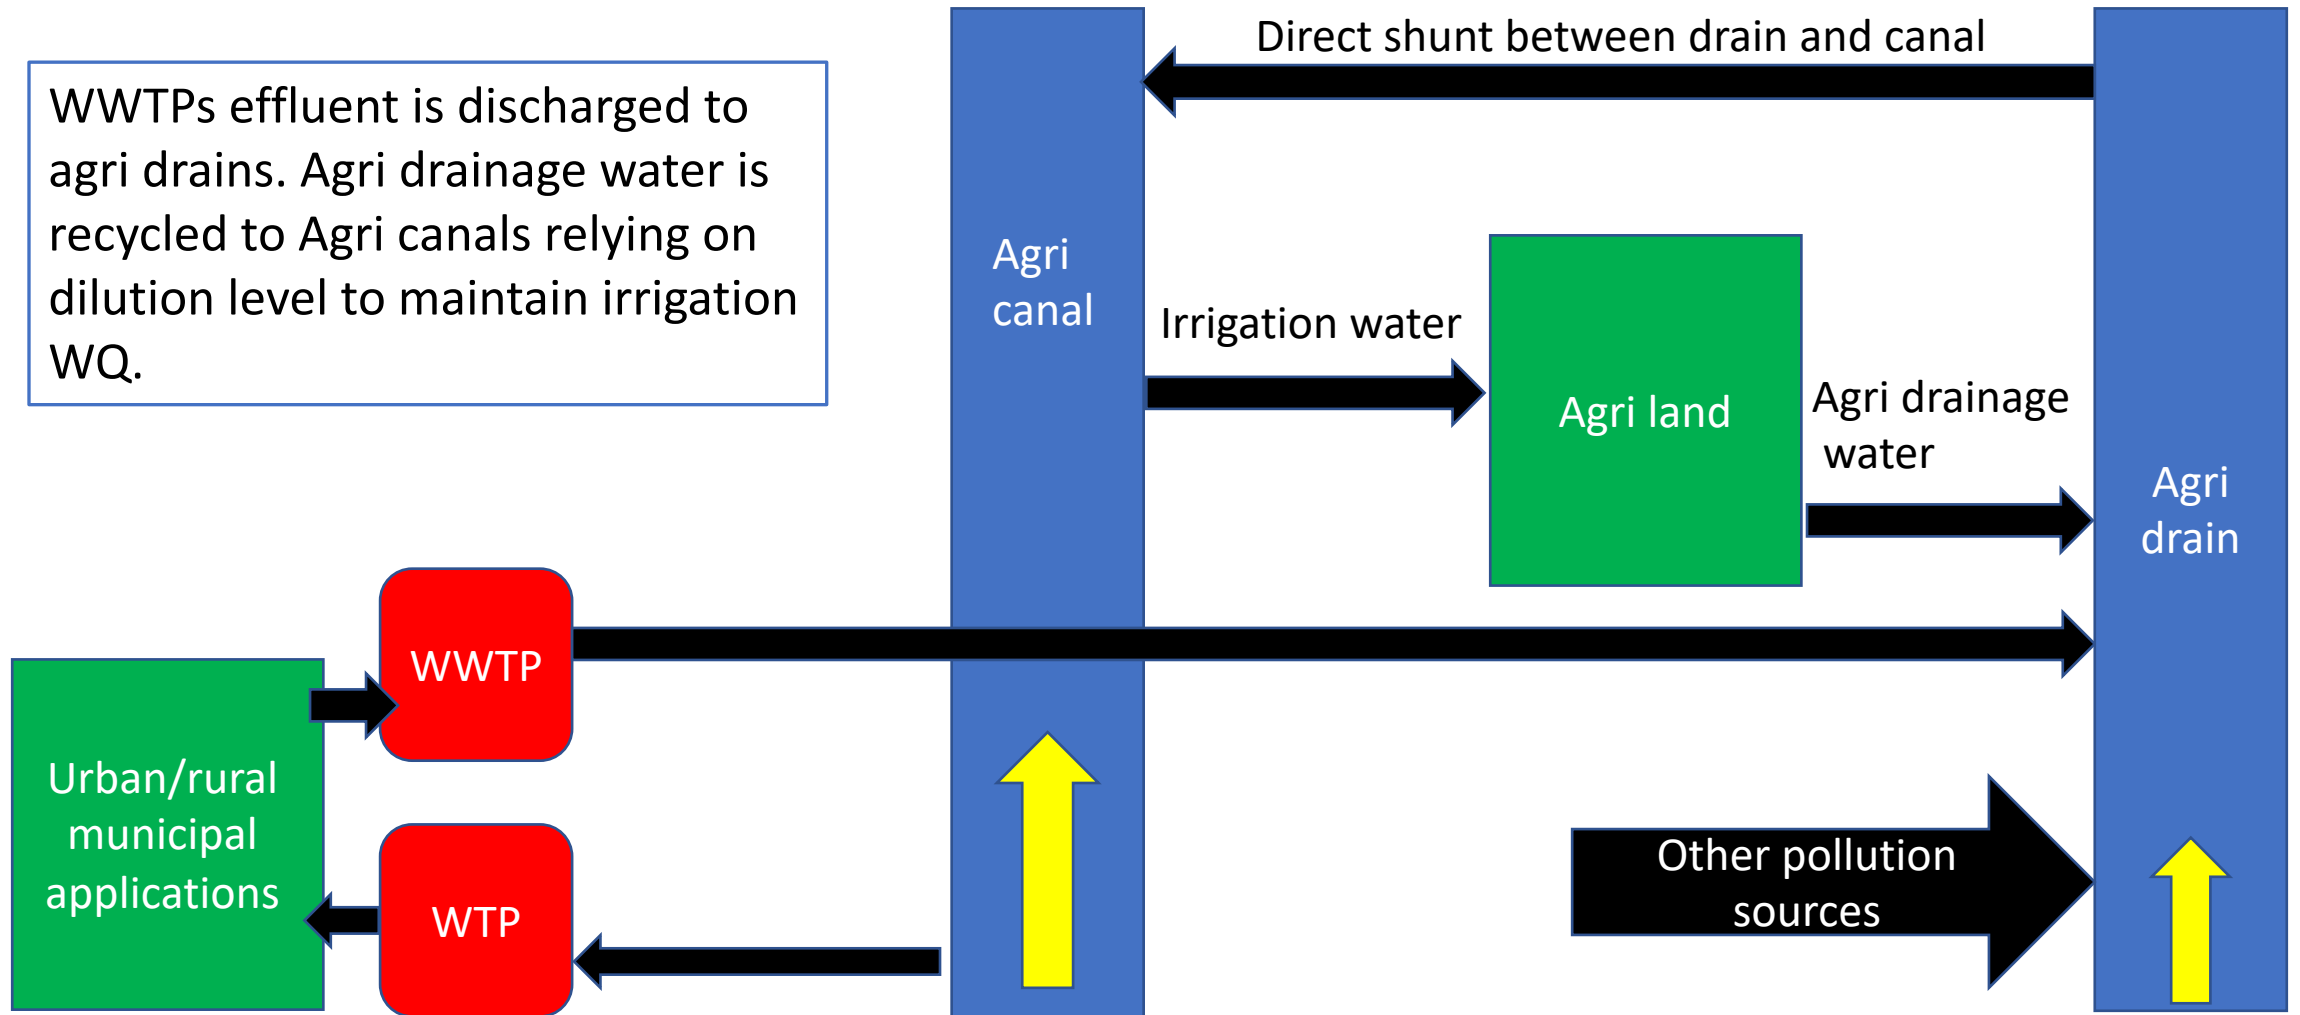 Direct shunt between drain and canal
WWTPs effluent is discharged to
agri drains. Agri drainage water is
recycled to Agri canals relying on
dilution level to maintain irrigation
WQ.
Agri
canal
Irrigation water
Agri land
Agri drainage
water
Agri
drain
WWTP
Urban/rural
municipal
applications
WTP
Other pollution
sources